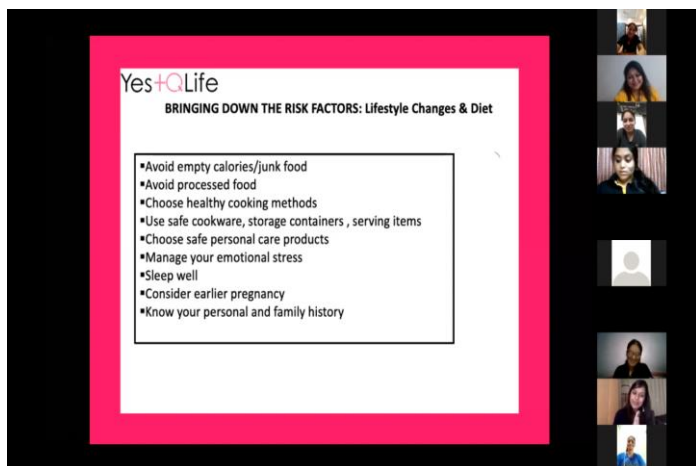 Yes+QLife
BRINGING DOWN THE RISK FACTORS: Lifestyle Changes & Diet
▪Avoid empty calories/junk food
▪Avoid processed food
▪Choose healthy cooking methods
▪Use safe cookware, storage containers , serving items
▪Choose safe personal care products
▪Manage your emotional stress
▪Sleep well
▪Consider earlier pregnancy
▪Know your personal and family history